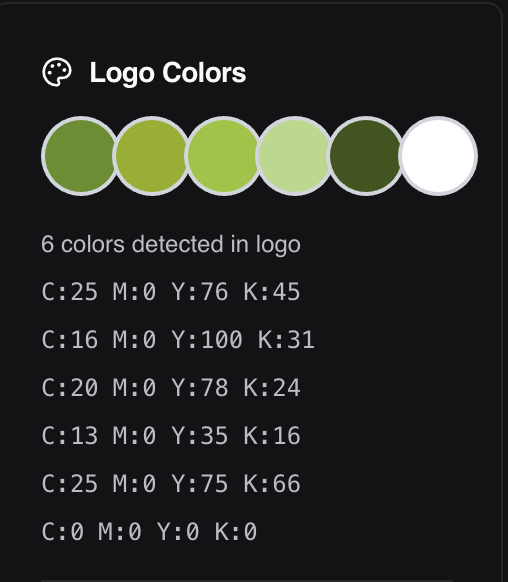 Logo Colors
6 colors detected in logo
C:25 M:0 Y:76 K:45
C:16 M:0 Y:100 K:31
C:20 M:0 Y:78 K:24
C:13 M:0 Y:35 K:16
C:25 M:0 Y:75 K:66
C:0 M:0 Y:0 K:0